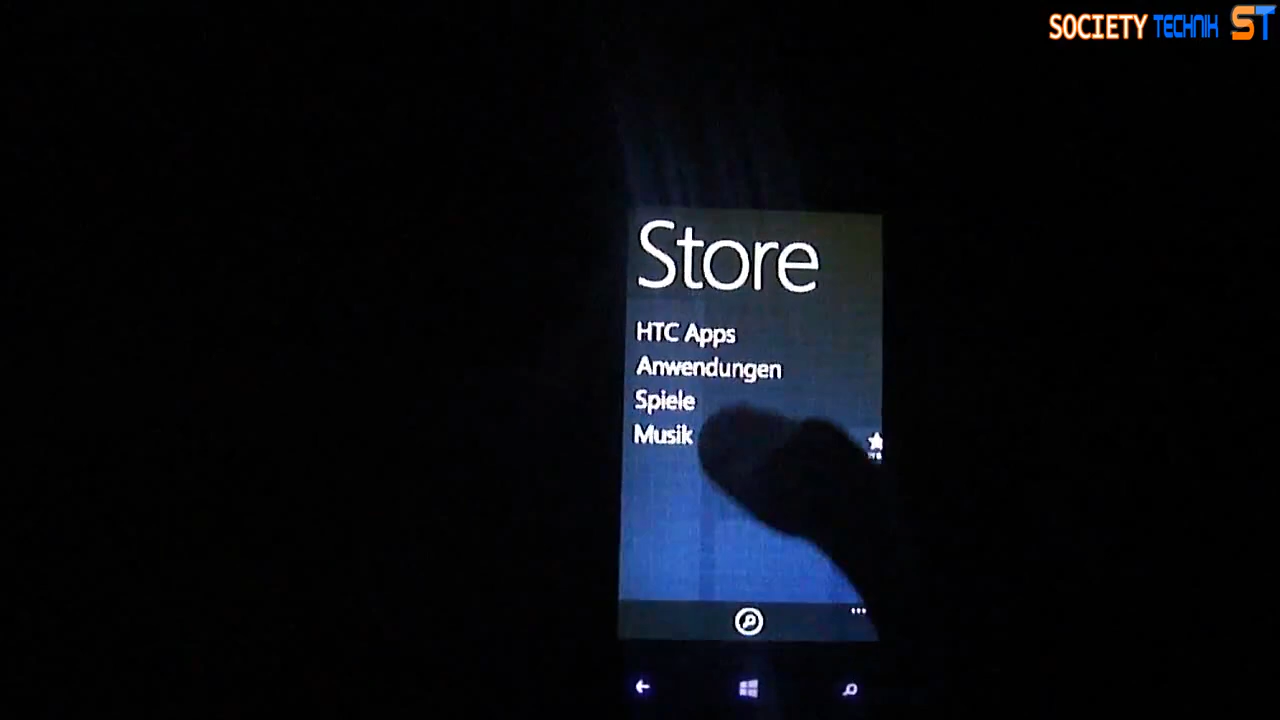 SOCIETY TECHNIK ST
Store
HTC Apps
Anwendungen
Spiele
Musik